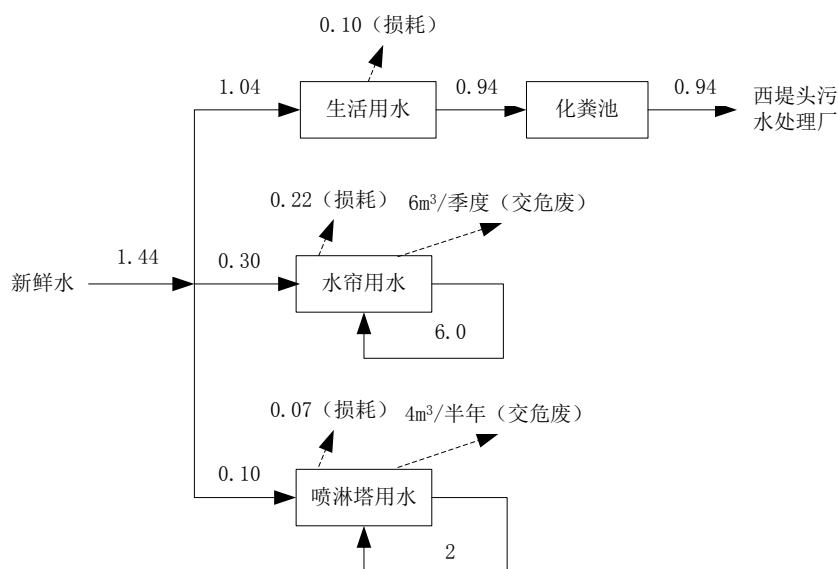 0.10（损耗）
1.04
生活用水
0.94
化粪池
0.94
西堤头污
水处理厂
0.22（损耗）
6m³/季度（交危废）
新鲜水
1.44
0.30
水帘用水
6.0
0.07（损耗）
4m³/半年（交危废）
0.10
喷淋塔用水
2